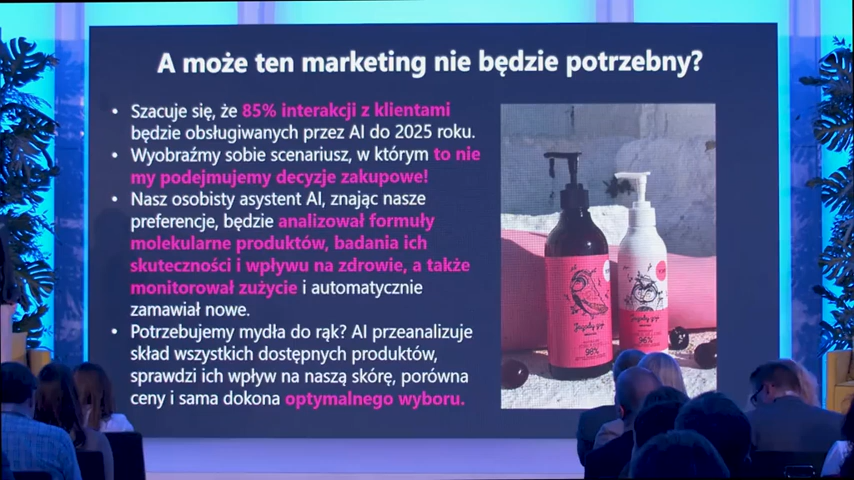 A może ten marketing nie będzie potrzebny?
• Szacuje się, że 85% interakcji z klientami
będzie obsługiwanych przez AI do 2025 roku.
• Wyobraźmy sobie scenariusz, w którym to nie
my podejmujemy decyzje zakupowe!
• Nasz osobisty asystent AI, znając nasze
preferencje, będzie analizował formuły
molekularne produktów, badania ich
skuteczności i wpływu na zdrowie, a także
monitorował zużycie i automatycznie
zamawiał nowe.
• Potrzebujemy mydła do rąk? AI przeanalizuje
skład wszystkich dostępnych produktów,
sprawdzi ich wpływ na naszą skórę, porówna
ceny i sama dokona optymalnego wyboru.
98%
96%